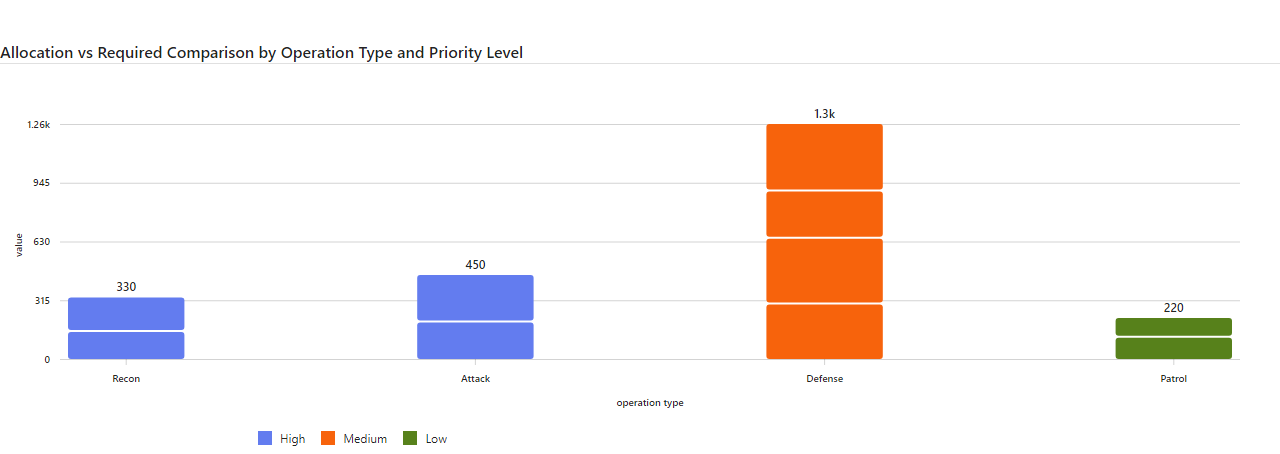 Allocation vs Required Comparison by Operation Type and Priority Level
1.3k
1.26k
945
630
value
450
330
315
220
0
Recon
Attack
Defense
Patrol
operation type
High
Medium
Low